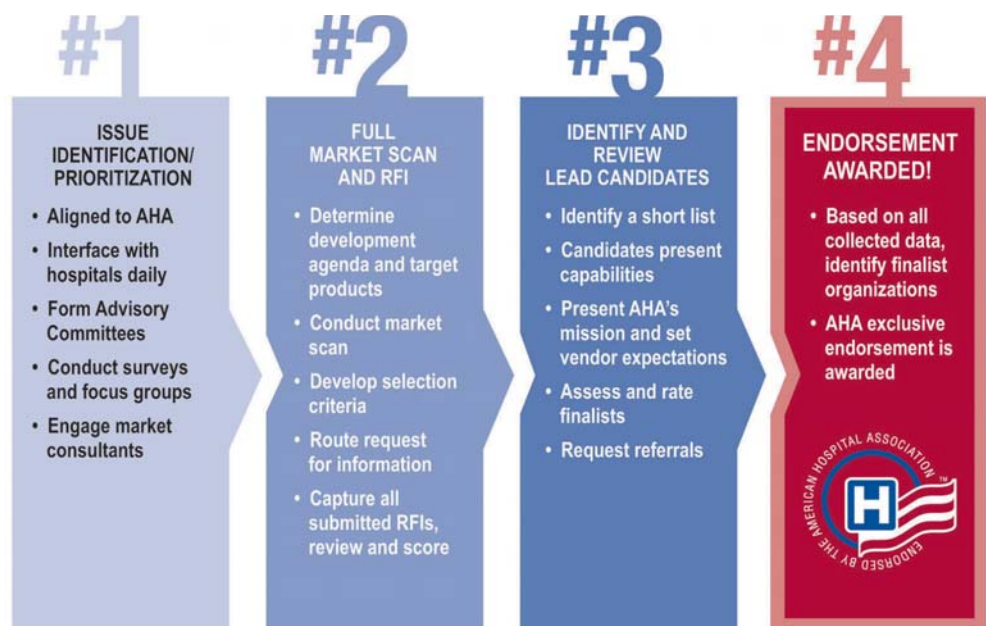 #1
ISSUE
IDENTIFICATION/
PRIORITIZATION
• Aligned to AHA
• Interface with
hospitals daily
• Form Advisory
Committees
• Conduct surveys
and focus groups
• Engage market
consultants
#2
FULL
MARKET SCAN
AND RFI
• Determine
development
agenda and target
products
• Conduct market
scan
• Develop selection
criteria
• Route request
for information
• Capture all
submitted RFIs,
review and score
#3
IDENTIFY AND
REVIEW
LEAD CANDIDATES
• Identify a short list
• Candidates present
capabilities
• Present AHA's
mission and set
vendor expectations
• Assess and rate
finalists
• Request referrals
#4
ENDORSEMENT
AWARDED!
• Based on all
collected data,
identify finalist
organizations
• AHA exclusive
endorsement is
awarded
ENDORSED BY THE AMERICAN HOSPITAL ASSOCIATION
H
TM